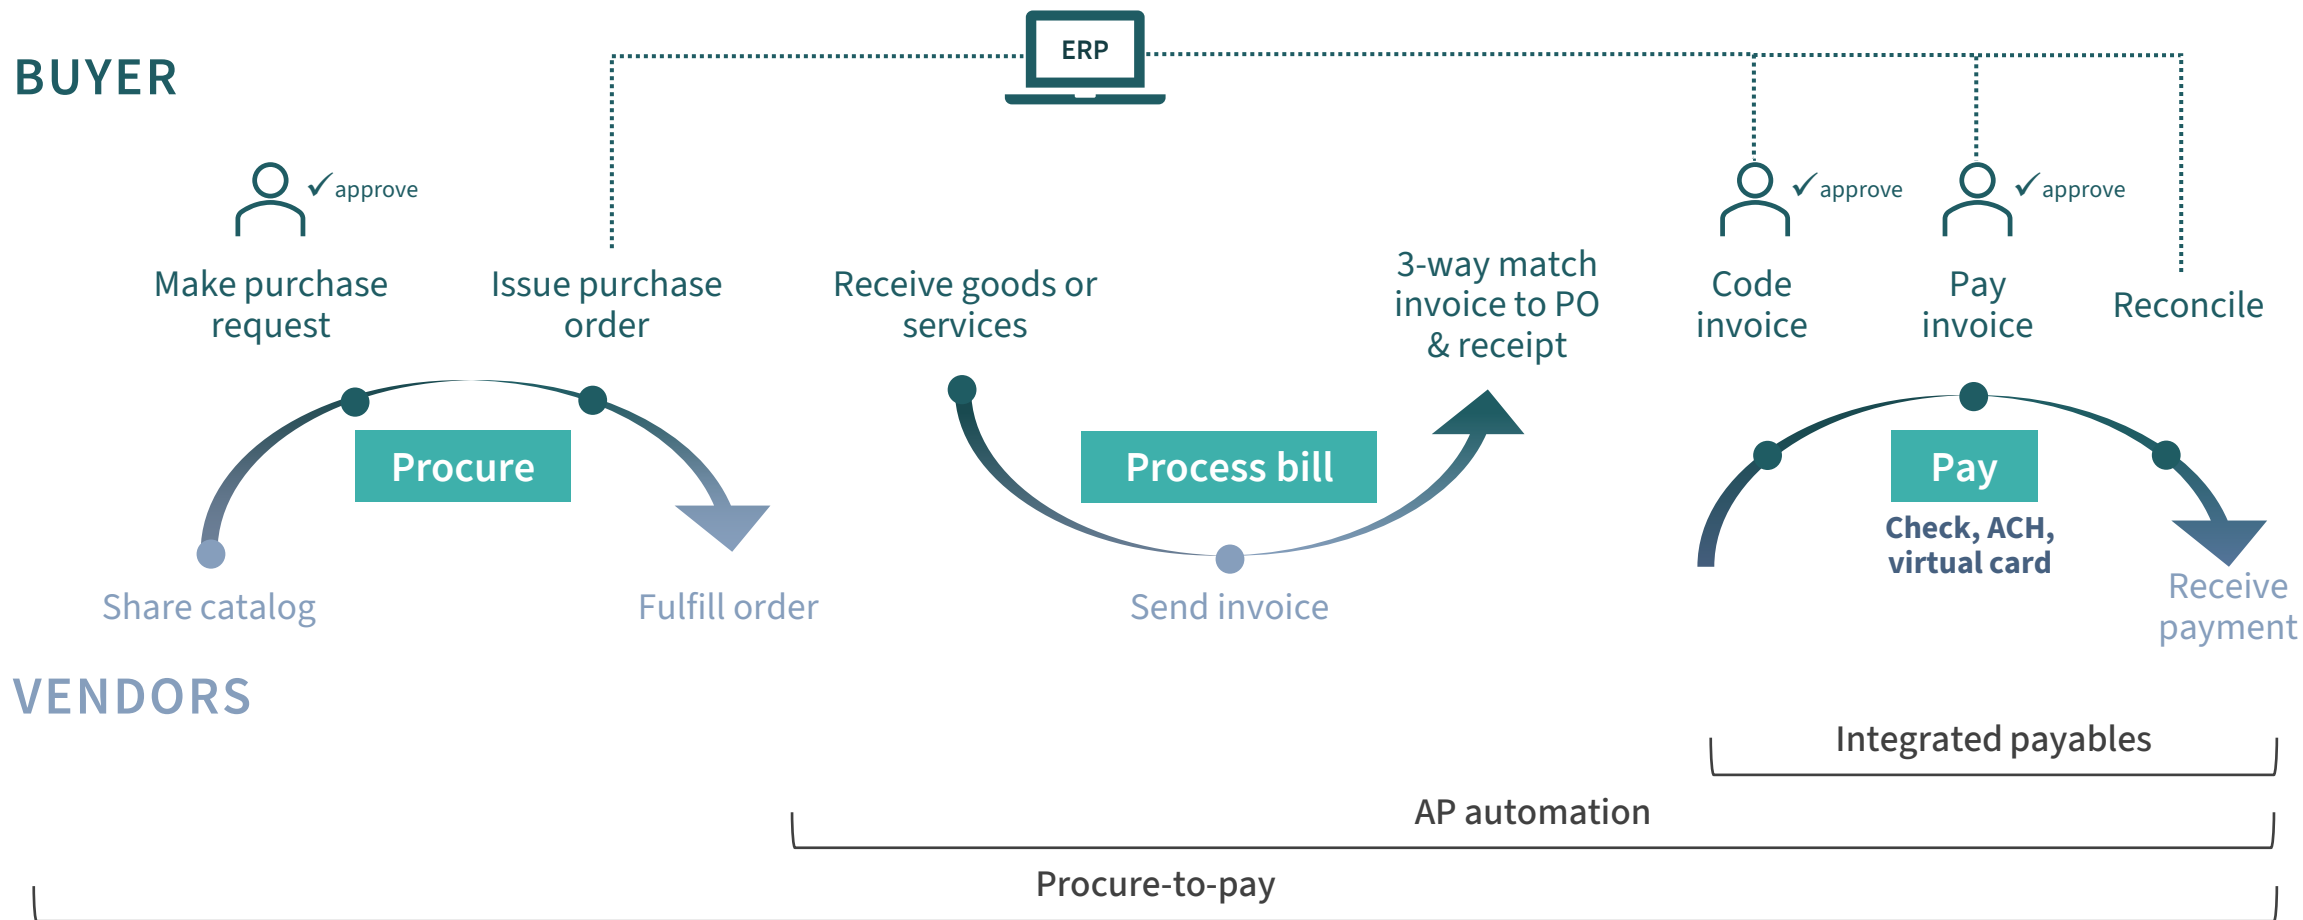 ERP
BUYER
approve
approve
approve
Make purchase
request
Issue purchase
order
Receive goods or
services
3-way match
invoice to PO
& receipt
Code
invoice
Pay
invoice
Reconcile
Procure
Process bill
Pay
Check, ACH,
virtual card
Share catalog
Fulfill order
Send invoice
Receive
payment
VENDORS
Integrated payables
AP automation
Procure-to-pay